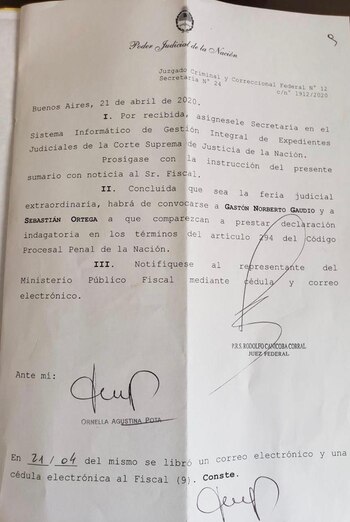 9
Poder Judicial de la Nación
Juzgado Criminal y Correccional Federal N° 12
Secretaría N° 24
c/n° 1912/2020
Buenos Aires, 21 de abril de 2020.
I. Por recibida, asígnesele Secretaría en el
Sistema Informático de Gestión Integral de Expedientes
Judiciales de la Corte Suprema de Justicia de la Nación.
Prosígase con la instrucción del presente
sumario con noticia al Sr. Fiscal.
II. Concluida que sea la feria judicial
extraordinaria, habrá de convocarse a GASTÓN NORBERTO GAUDIO y a
SEBASTIÁN ORTEGA a que comparezcan a prestar declaración
indagatoria en los términos del artículo 294 del Código
Procesal Penal de la Nación.
III. Notifíquese al representante del
Ministerio Público Fiscal mediante cédula y correo
electrónico.
P.R.S. RODOLFO CANICOBA CORRAL
JUEZ FEDERAL
Ante mi:
ORNELLA AGUSTINA POTA
En 21 / 04 del mismo se libró un correo electrónico y una
cédula electrónica al Fiscal (9). Conste.